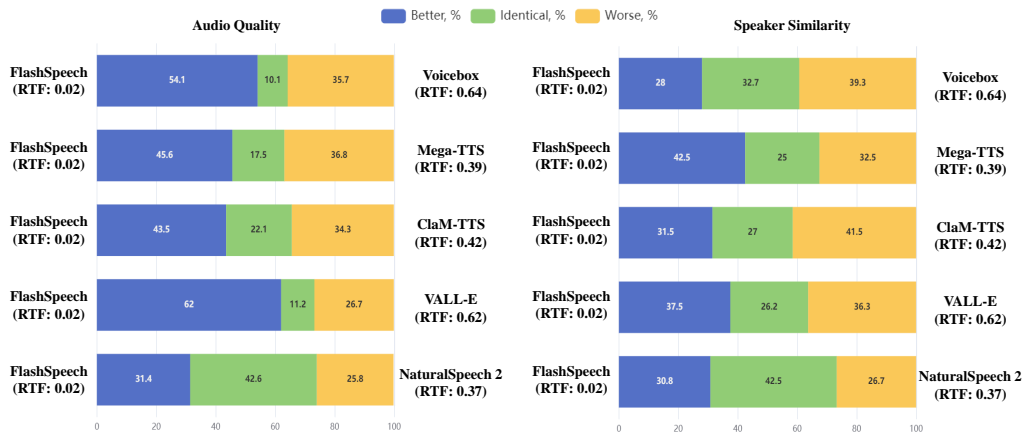 Better, % Identical, % Worse, %
Audio Quality
FlashSpeech
(RTF: 0.02)
54.1 10.1 35.7
Voicebox
(RTF: 0.64)
FlashSpeech
(RTF: 0.02)
45.6 17.5 36.8
Mega-TTS
(RTF: 0.39)
FlashSpeech
(RTF: 0.02)
43.5 22.1 34.3
ClaM-TTS
(RTF: 0.42)
FlashSpeech
(RTF: 0.02)
62 11.2 26.7
VALL-E
(RTF: 0.62)
FlashSpeech
(RTF: 0.02)
31.4 42.6 25.8
NaturalSpeech 2
(RTF: 0.37)
0 20 40 60 80 100
Speaker Similarity
FlashSpeech
(RTF: 0.02)
28 32.7 39.3
Voicebox
(RTF: 0.64)
FlashSpeech
(RTF: 0.02)
42.5 25 32.5
Mega-TTS
(RTF: 0.39)
FlashSpeech
(RTF: 0.02)
31.5 27 41.5
ClaM-TTS
(RTF: 0.42)
FlashSpeech
(RTF: 0.02)
37.5 26.2 36.3
VALL-E
(RTF: 0.62)
FlashSpeech
(RTF: 0.02)
30.8 42.5 26.7
NaturalSpeech 2
(RTF: 0.37)
0 20 40 60 80 100